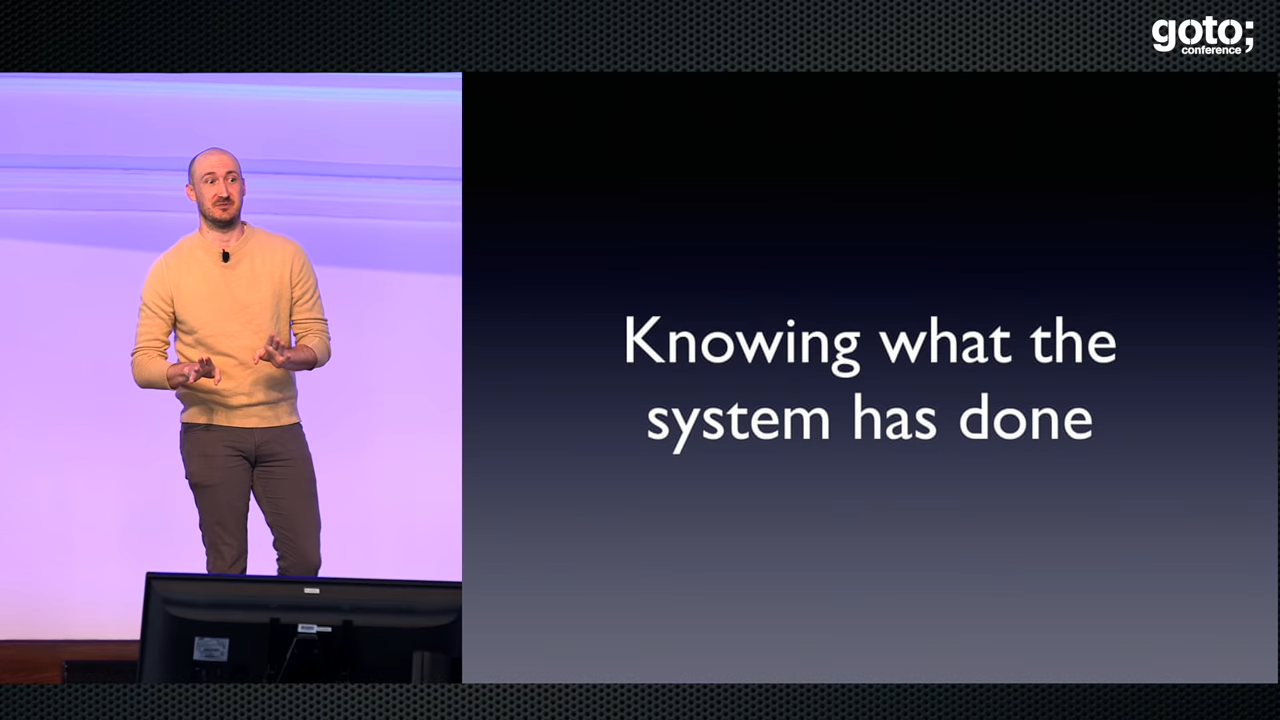 goto;
conference
Knowing what the
system has done